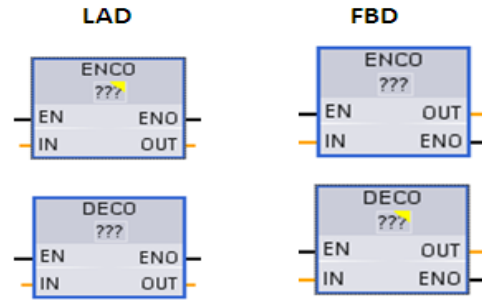 LAD FBD
ENCO
???
EN ENO
IN OUT
ENCO
???
EN OUT
IN ENO
DECO
???
EN ENO
IN OUT
DECO
???
EN OUT
IN ENO